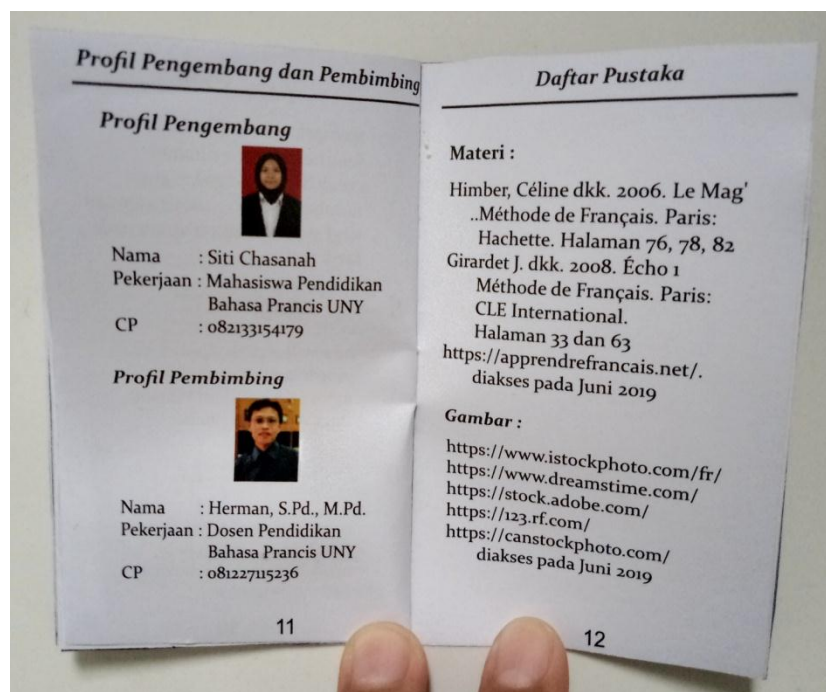 Profil Pengembang dan Pembimbing
Profil Pengembang
Nama : Siti Chasanah
Pekerjaan : Mahasiswa Pendidikan
Bahasa Prancis UNY
CP : 082133154179
Profil Pembimbing
Nama : Herman, S.Pd., M.Pd.
Pekerjaan : Dosen Pendidikan
Bahasa Prancis UNY
CP : 081227115236
11
Daftar Pustaka
Materi :
Himber, Céline dkk. 2006. Le Mag'
..Méthode de Français. Paris:
Hachette. Halaman 76, 78, 82
Girardet J. dkk. 2008. Écho 1
Méthode de Français. Paris:
CLE International.
Halaman 33 dan 63
https://apprendrefrancais.net/.
diakses pada Juni 2019
Gambar :
https://www.istockphoto.com/fr/
https://www.dreamstime.com/
https://stock.adobe.com/
https://123.rf.com/
https://canstockphoto.com/
diakses pada Juni 2019
12